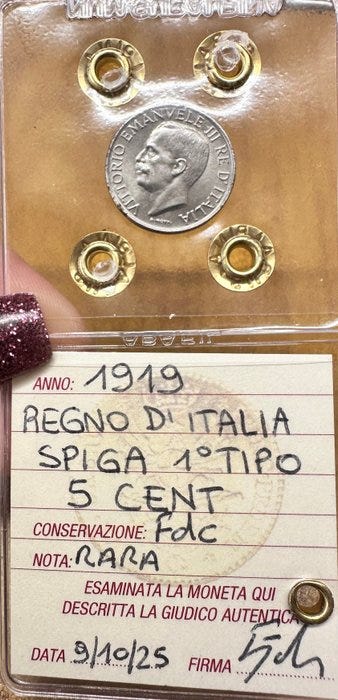 VITTORIO EMANVELE III RE D'ITALIA
ANNO: 1919
REGNO D'ITALIA
SPIGA 1° TIPO
5 CENT
CONSERVAZIONE: Fdc
NOTA: RARA
ESAMINATA LA MONETA QUI
DESCRITTA LA GIUDICO AUTENTICA
DATA 9/10/25 FIRMA